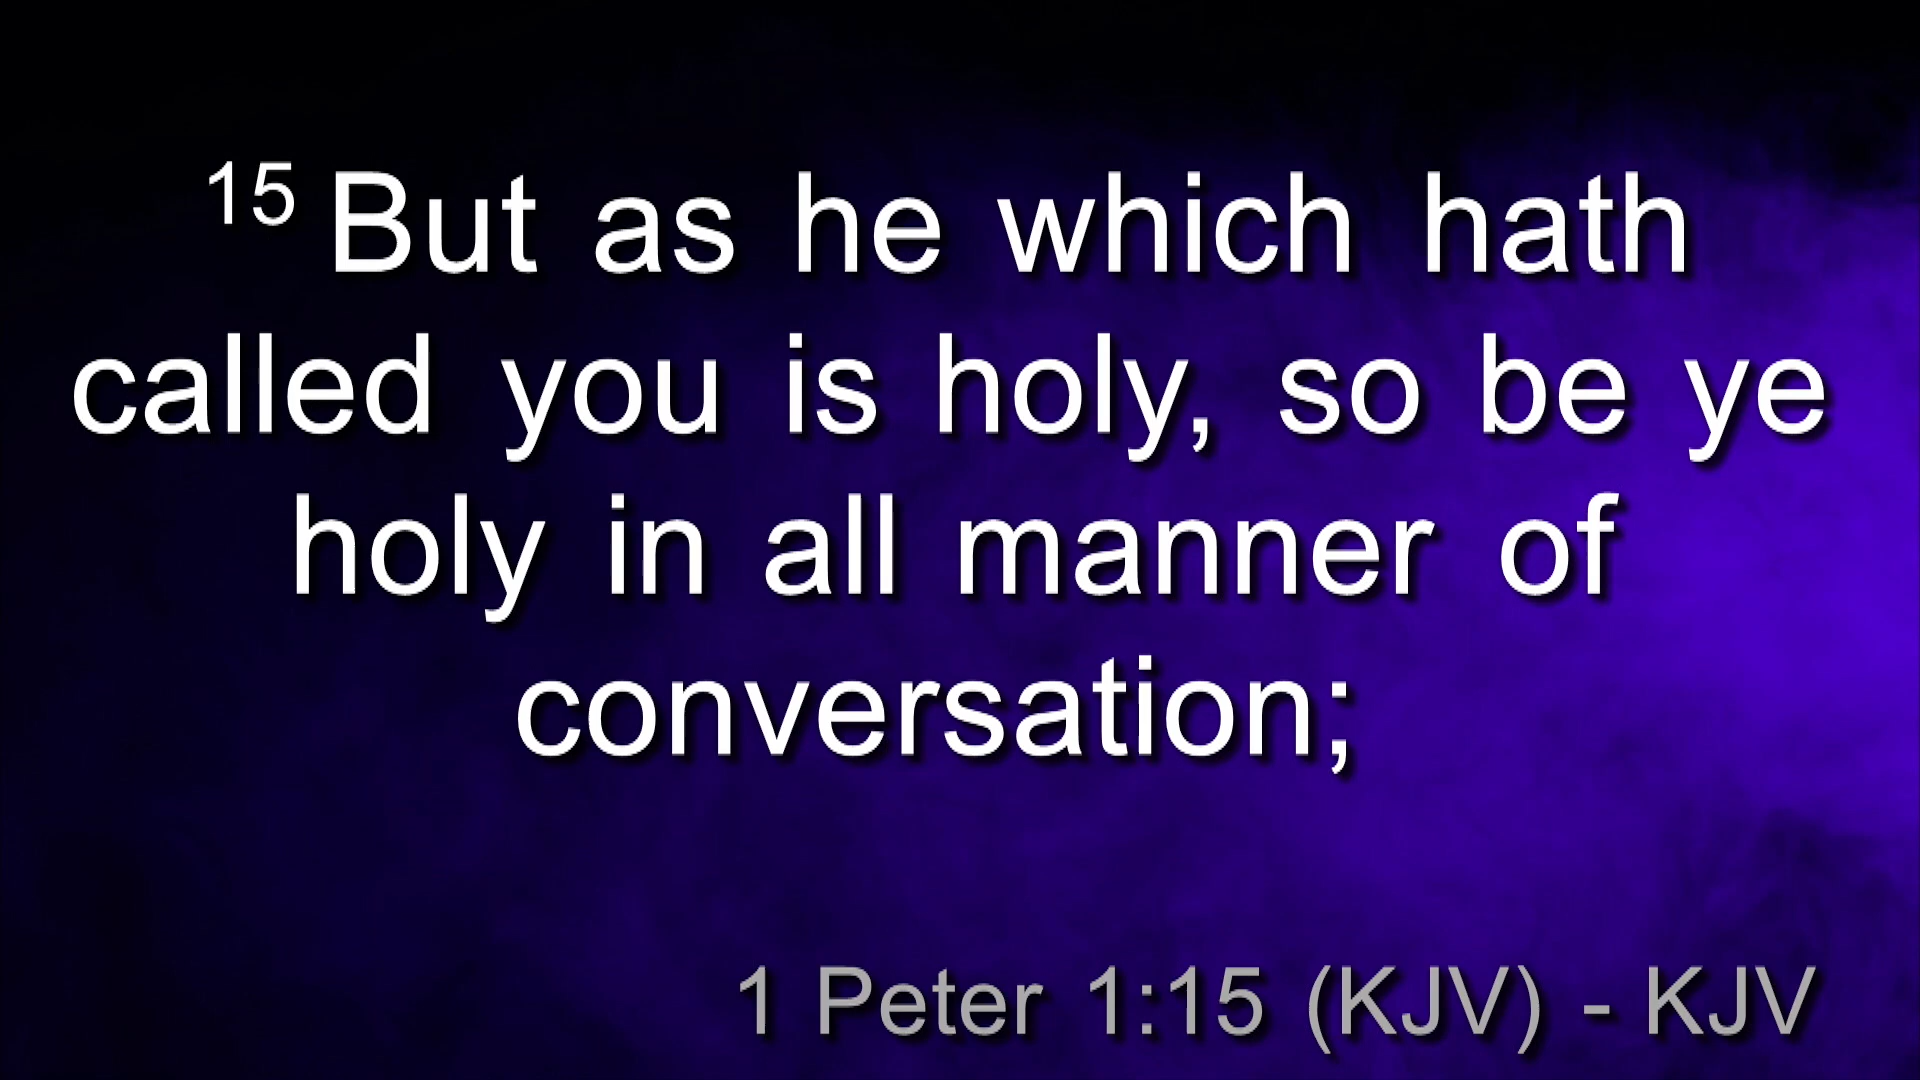 15 But as he which hath
called you is holy, so be ye
holy in all manner of
conversation;
1 Peter 1:15 (KJV) - KJV